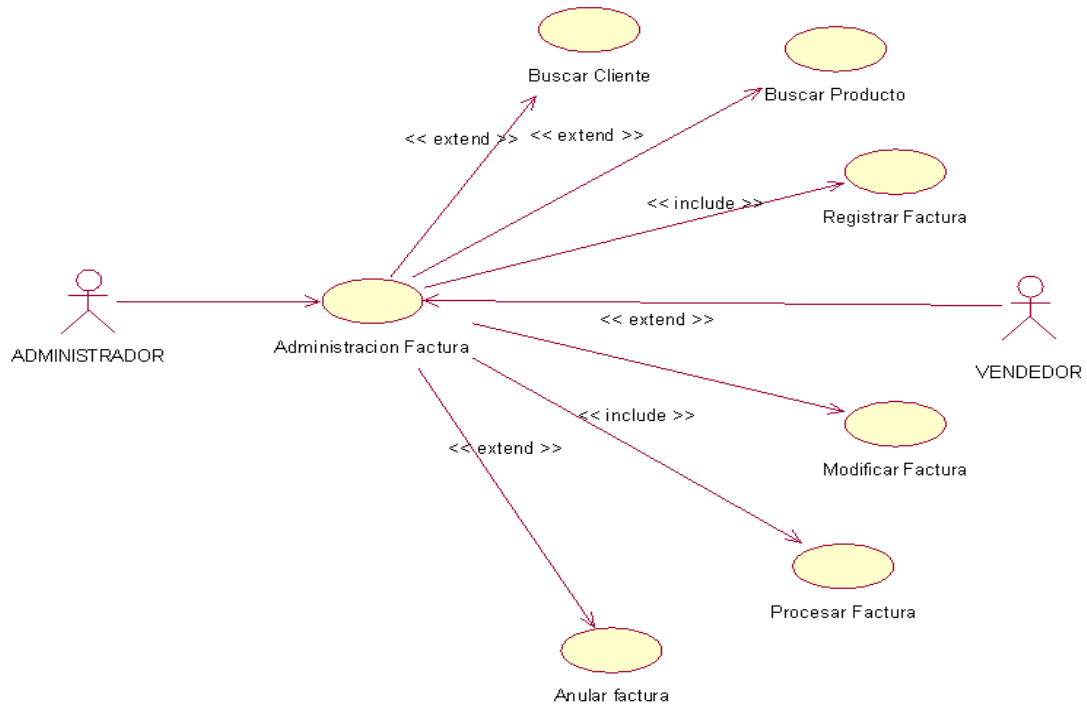 Buscar Cliente
Buscar Producto
<< extend >>
<< extend >>
<< include >>
Registrar Factura
ADMINISTRADOR
Administracion Factura
<< extend >>
VENDEDOR
<< include >>
<< extend >>
Modificar Factura
Procesar Factura
Anular factura